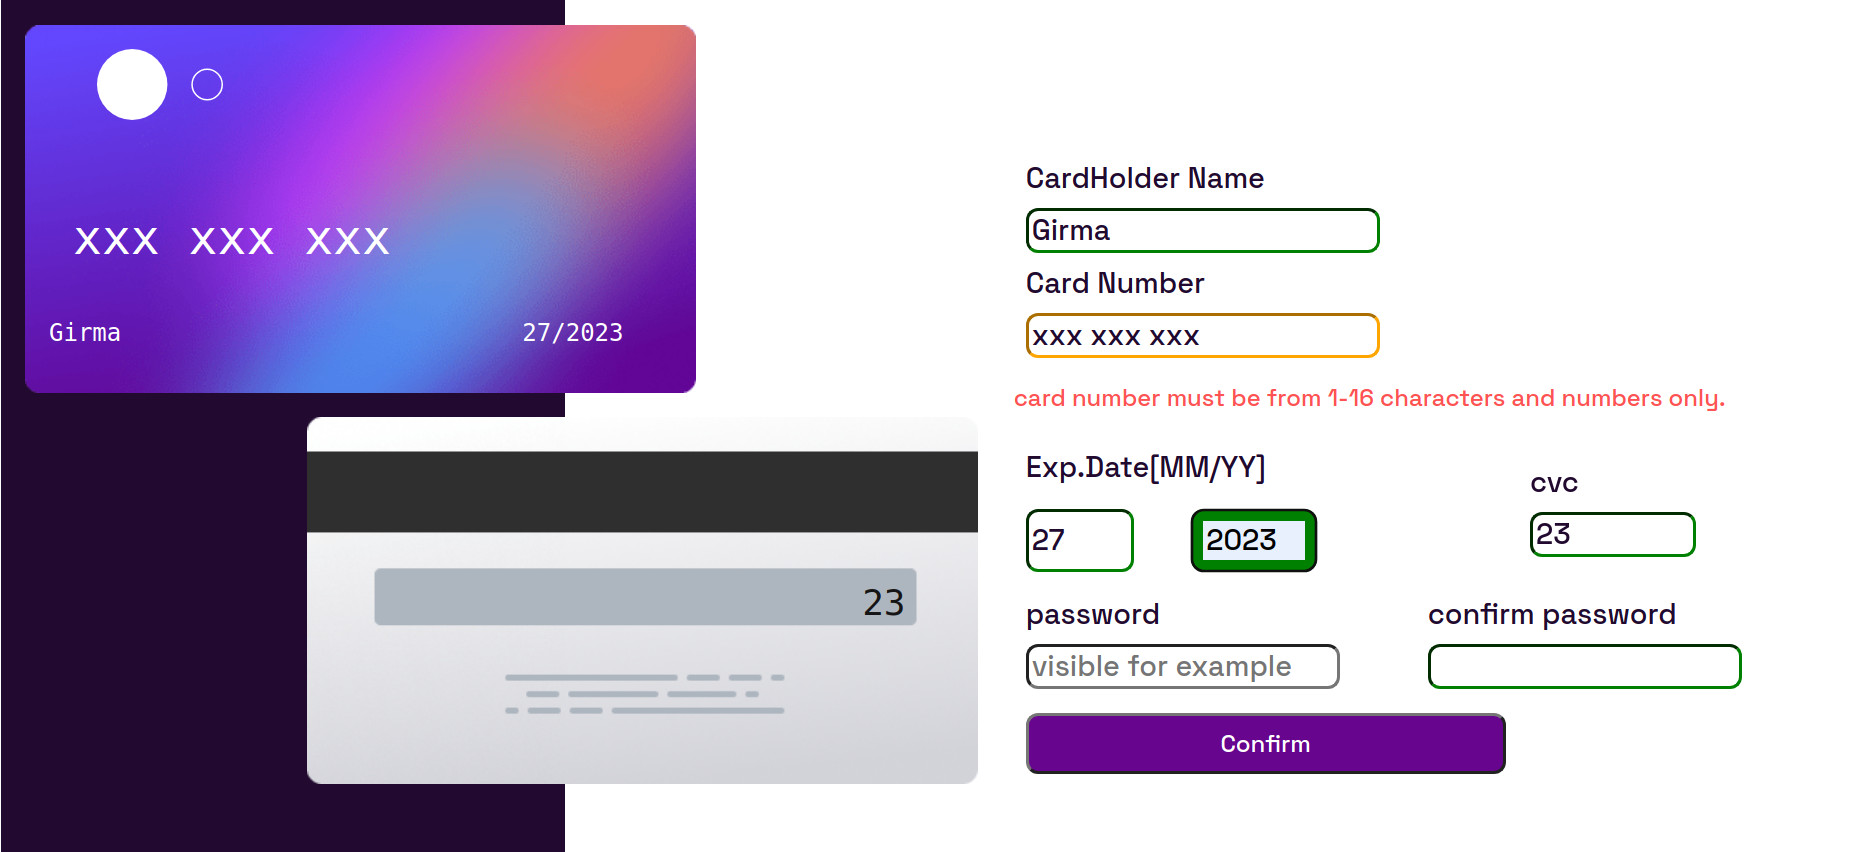 xxx xxx xxx
Girma 27/2023
23
CardHolder Name
Girma
Card Number
xxx xxx xxx
card number must be from 1-16 characters and numbers only.
Exp.Date[MM/YY]
cvc
27 2023 23
password confirm password
visible for example
Confirm